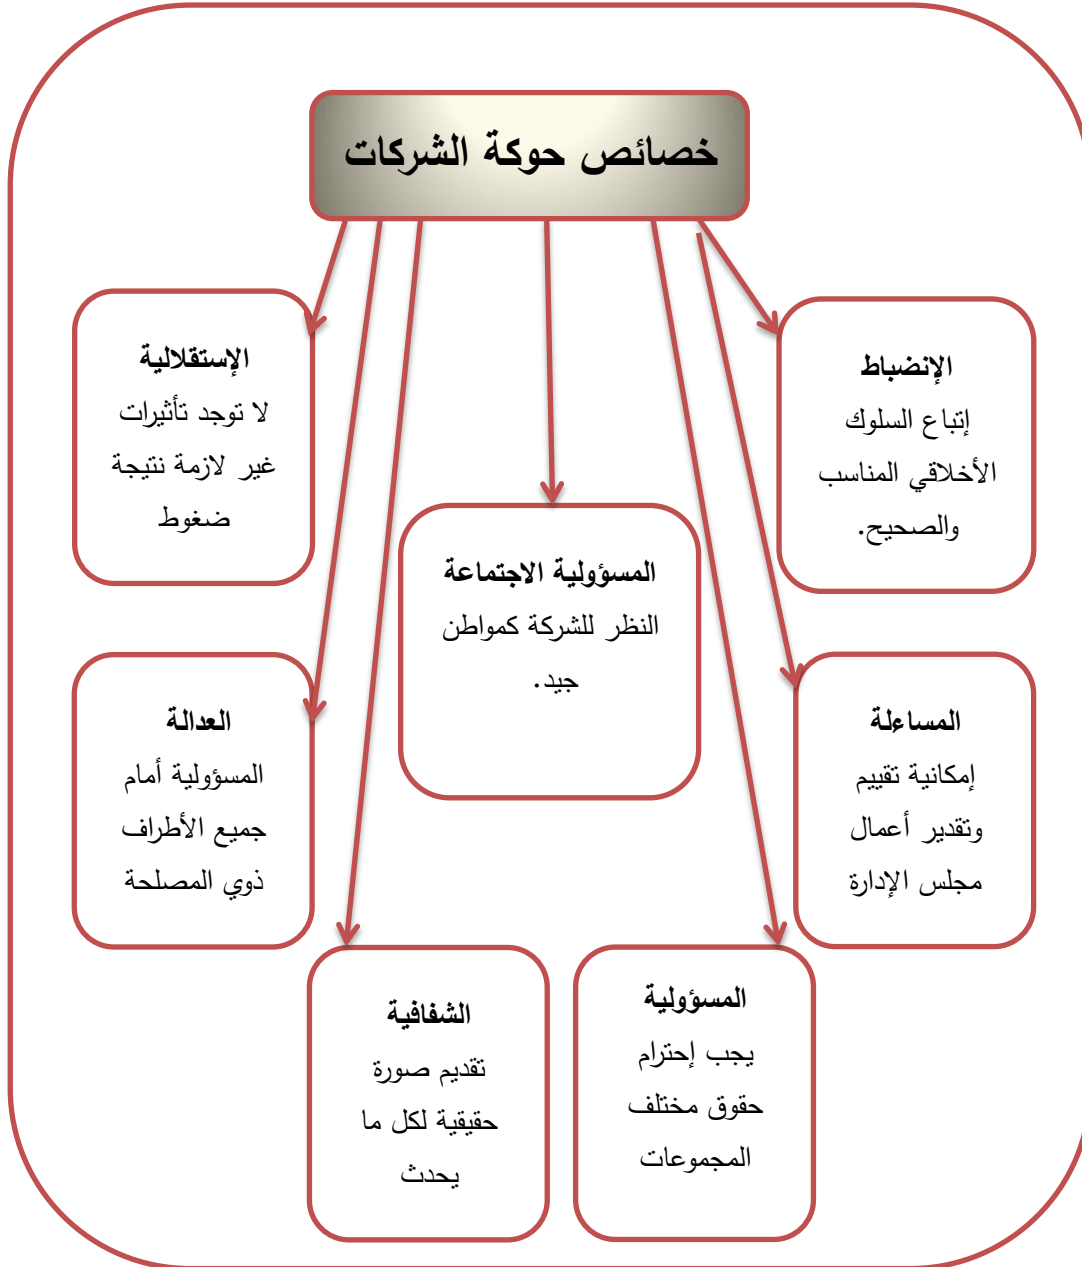 خصائص حوكة الشركات
الإنضباط
إتباع السلوك
الأخلاقي المناسب
والصحيح.
الإستقلالية
لا توجد تأثيرات
غير لازمة نتيجة
ضغوط
المسؤولية الاجتماعة
النظر للشركة كمواطن
جيد.
المساءلة
إمكانية تقييم
وتقدير أعمال
مجلس الإدارة
العدالة
المسؤولية أمام
جميع الأطراف
ذوي المصلحة
المسؤولية
يجب إحترام
حقوق مختلف
المجموعات
الشفافية
تقديم صورة
حقيقية لكل ما
يحدث